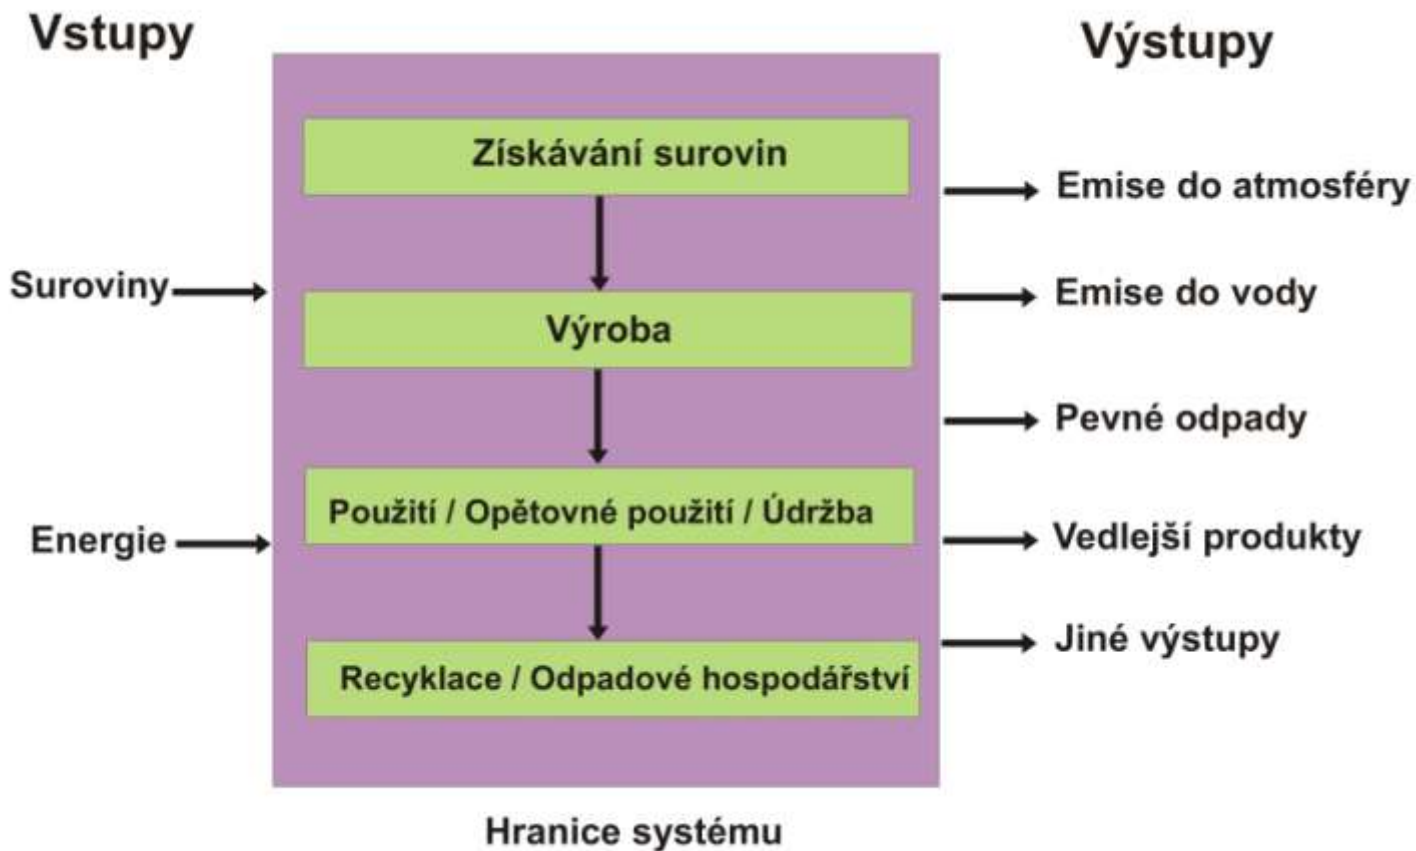 Vstupy
Výstupy
Získávání surovin
Emise do atmosféry
Suroviny
Emise do vody
Výroba
Pevné odpady
Použití / Opětovné použití / Údržba
Energie
Vedlejší produkty
Jiné výstupy
Recyklace / Odpadové hospodářství
Hranice systému